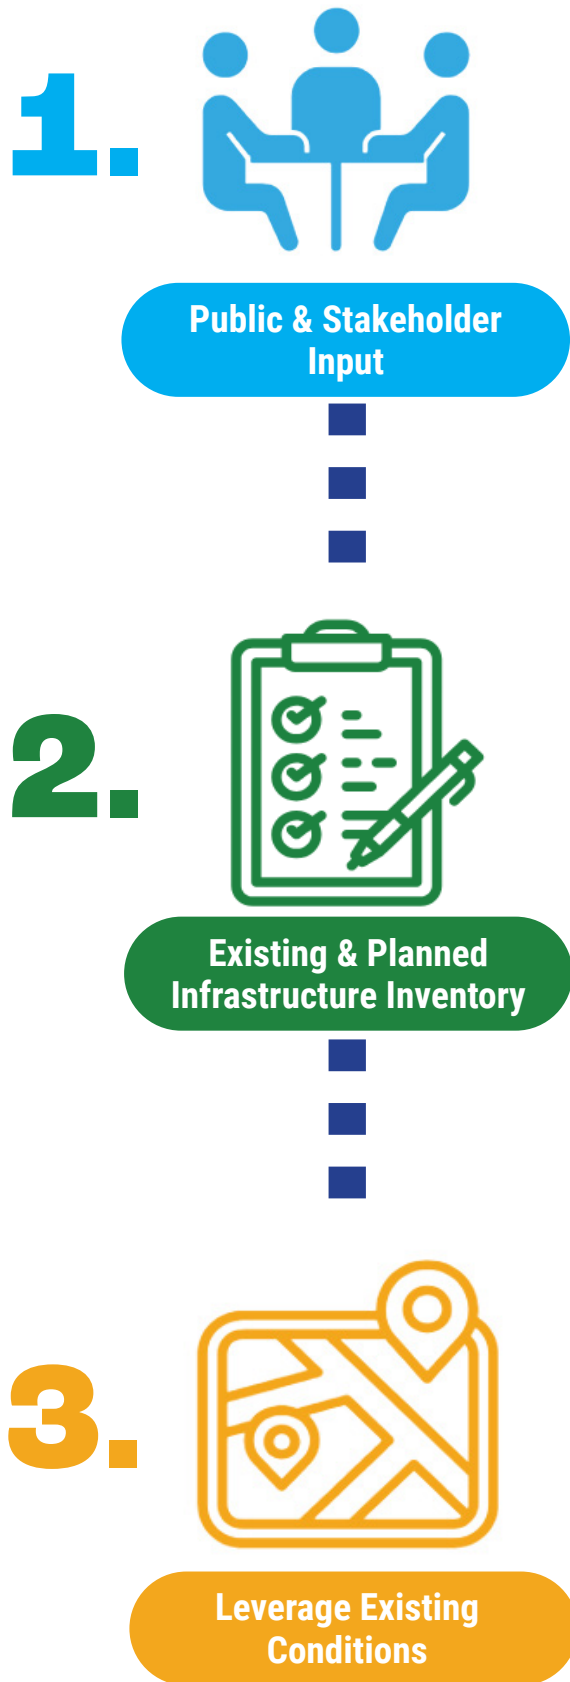 1.
Public & Stakeholder
Input
2.
Existing & Planned
Infrastructure Inventory
3.
Leverage Existing
Conditions